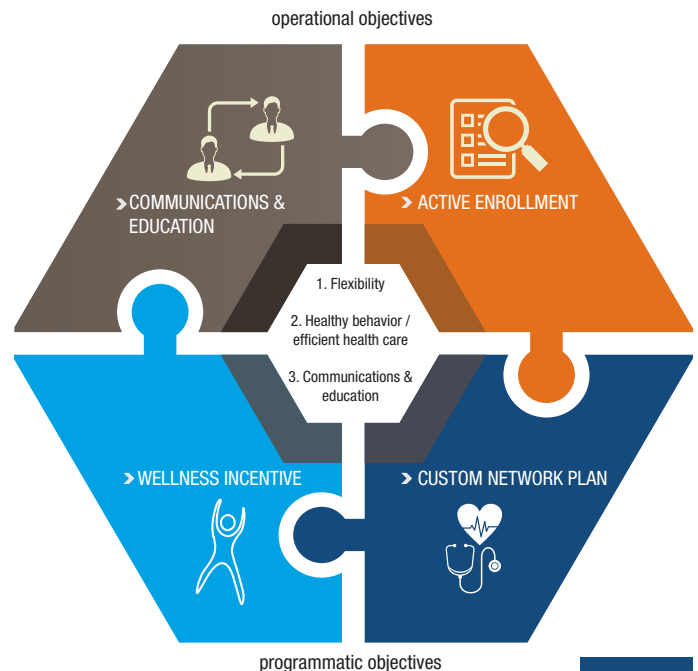 operational objectives
COMMUNICATIONS &
EDUCATION
ACTIVE ENROLLMENT
1. Flexibility
2. Healthy behavior /
efficient health care
3. Communications &
education
WELLNESS INCENTIVE
CUSTOM NETWORK PLAN
programmatic objectives